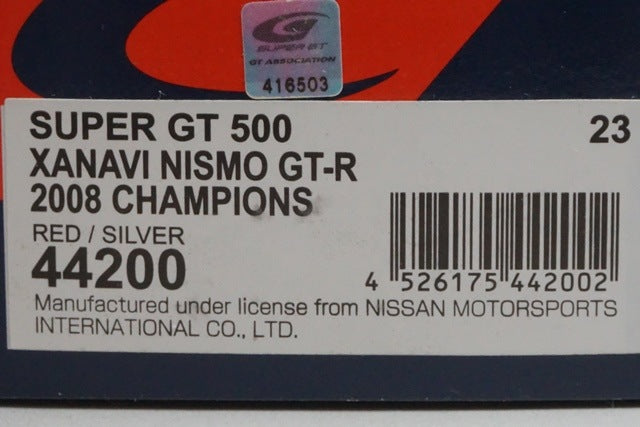 SUPER GT
GT ASSOCIATION
416503
SUPER GT 500
23
XANAVI NISMO GT-R
2008 CHAMPIONS
RED / SILVER
44200
4 526175 442002
Manufactured under license from NISSAN MOTORSPORTS
INTERNATIONAL CO., LTD.